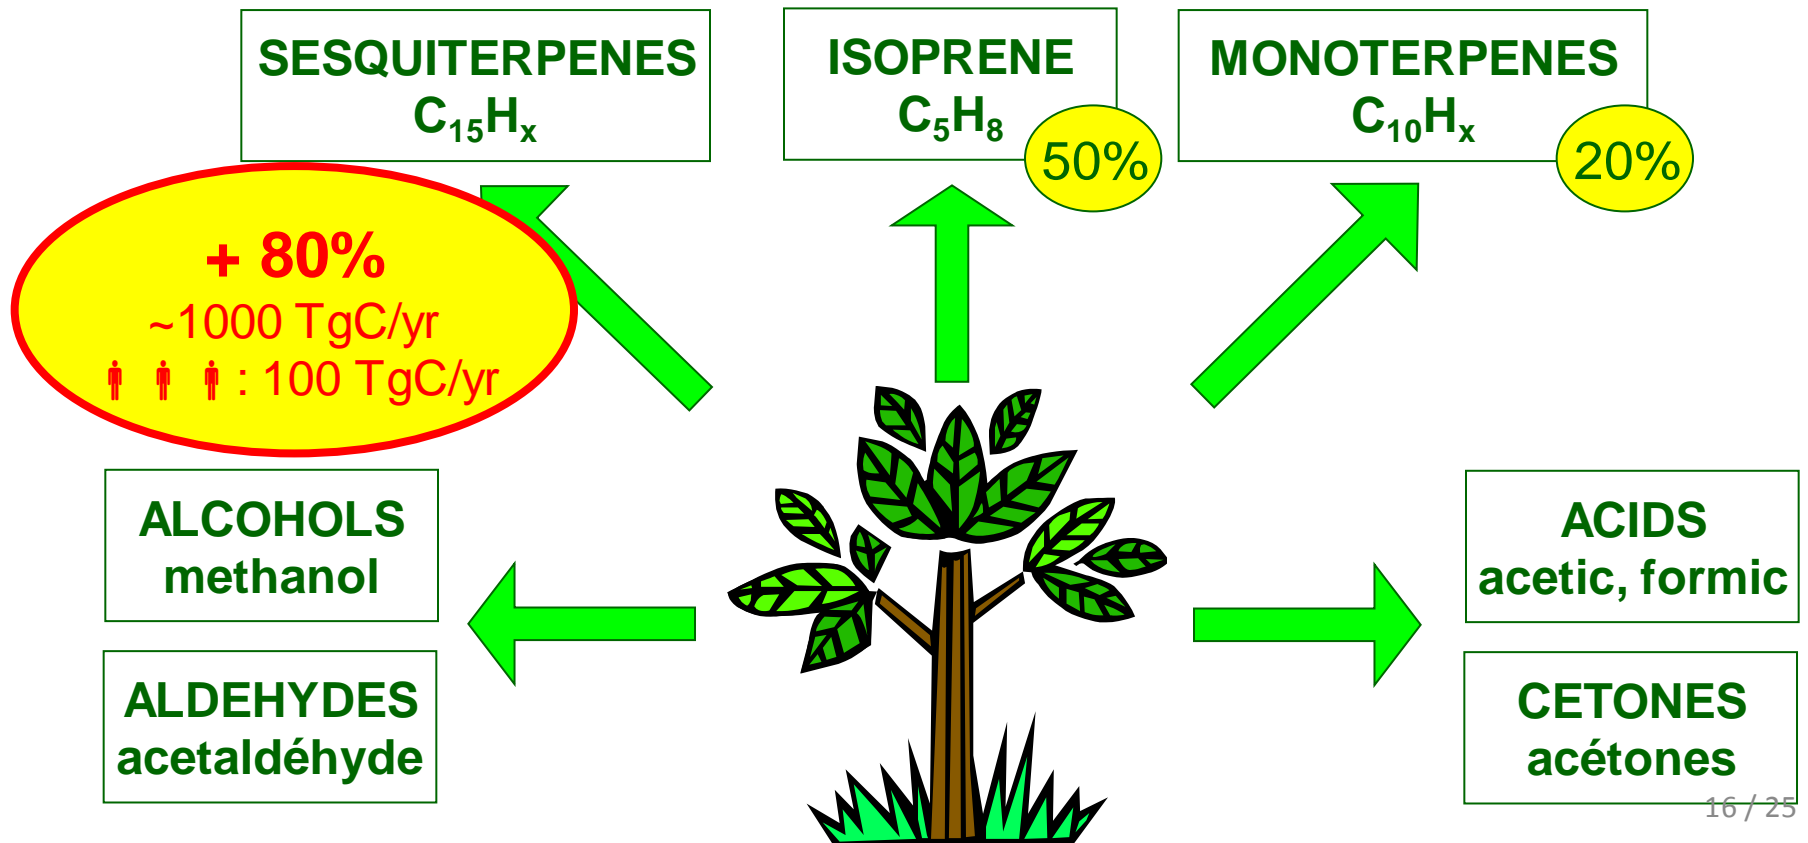 SESQUITERPENES
C₁₅Hₓ
ISOPRENE
C₅H₈
50%
MONOTERPENES
C₁₀Hₓ
20%
+ 80%
~1000 TgC/yr
: 100 TgC/yr
ALCOHOLS
methanol
ALDEHYDES
acetaldéhyde
ACIDS
acetic, formic
CETONES
acétones
16 / 25